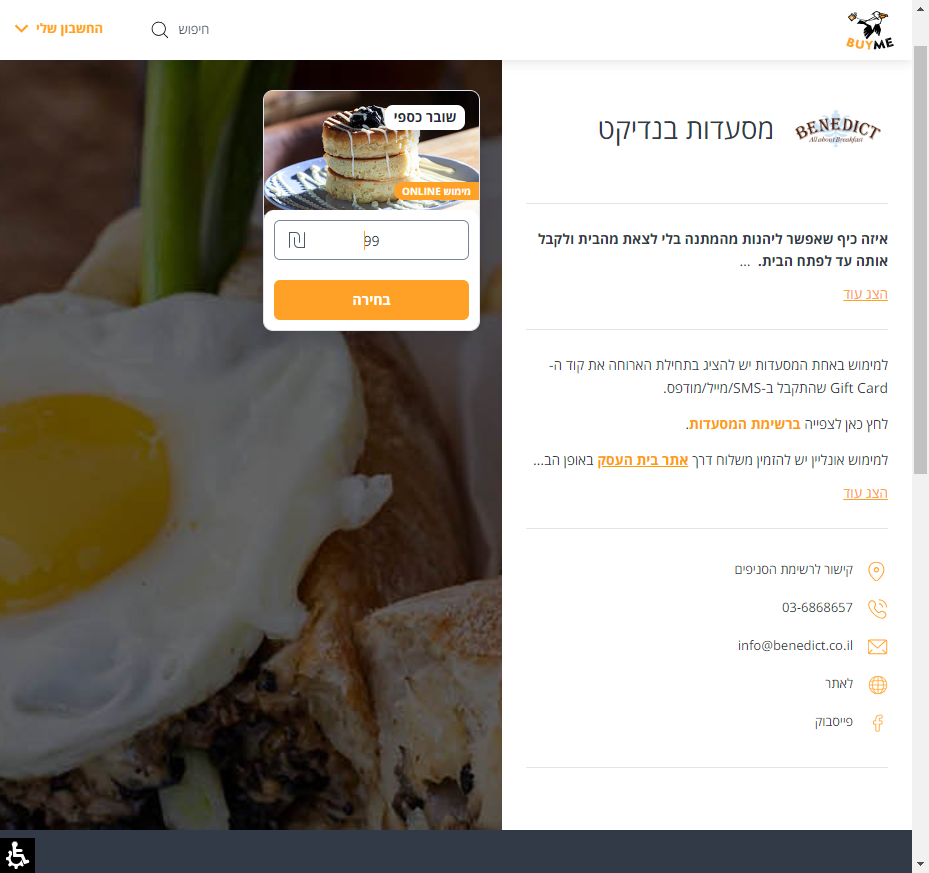 BUYME
חיפוש
החשבון שלי
BENEDICT
All about Breakfast
מסעדות בנדיקט
איזה כיף שאפשר ליהנות מהמתנה בלי לצאת מהבית ולקבל
אותה עד לפתח הבית. ...
הצג עוד
למימוש באחת המסעדות יש להציג בתחילת הארוחה את קוד ה-
Gift Card שהתקבל ב-SMS/מייל/מודפס.
לחץ כאן לצפייה ברשימת המסעדות.
למימוש אונליין יש להזמין משלוח דרך אתר בית העסק באופן הב...
הצג עוד
קישור לרשימת הסניפים
03-6868657
info@benedict.co.il
לאתר
פייסבוק
שובר כספי
מימוש ONLINE
99 ₪
בחירה